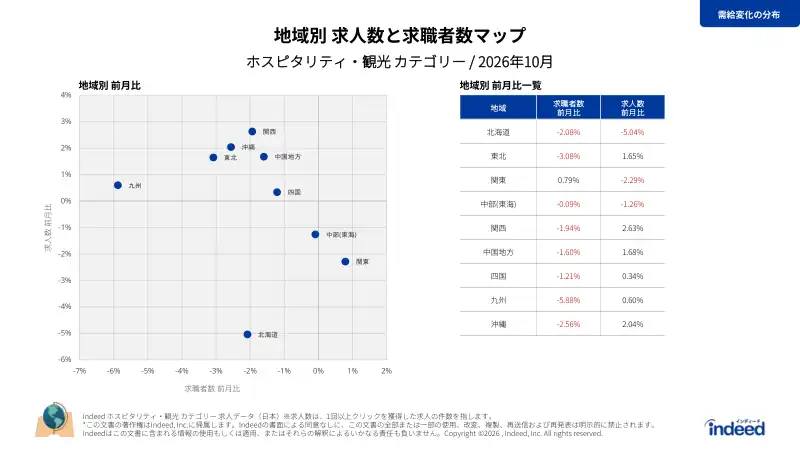 需給変化の分布
地域別 求人数と求職者数マップ
ホスピタリティ・観光 カテゴリー / 2026年10月
地域別 前月比
4%
3%
2%
1%
0%
-1%
-2%
-3%
-4%
-5%
-6%
求人数 前月比
関西
沖縄
東北
中国地方
九州
四国
中部(東海)
関東
北海道
-7%
-6%
-5%
-4%
-3%
-2%
-1%
0%
1%
2%
求職者数 前月比
地域別 前月比一覧
地域 求職者数 前月比 求人数 前月比
北海道 -2.08% -5.04%
東北 -3.08% 1.65%
関東 0.79% -2.29%
中部(東海) -0.09% -1.26%
関西 -1.94% 2.63%
中国地方 -1.60% 1.68%
四国 -1.21% 0.34%
九州 -5.88% 0.60%
沖縄 -2.56% 2.04%
Indeed ホスピタリティ・観光 カテゴリー 求人データ（日本）※求人数は、1回以上クリックを獲得した求人の件数を指します。
*この文書の著作権はIndeed, Inc.に帰属します。Indeedの書面による同意なしに、この文書の全部または一部の使用、改変、複製、再送信および再発表は明示的に禁止されます。
Indeedはこの文書に含まれる情報の使用もしくは適用、またはそれらの解釈によるいかなる責任も負いません。Copyright ©2026 , Indeed, Inc. All rights reserved.
インディード
indeed